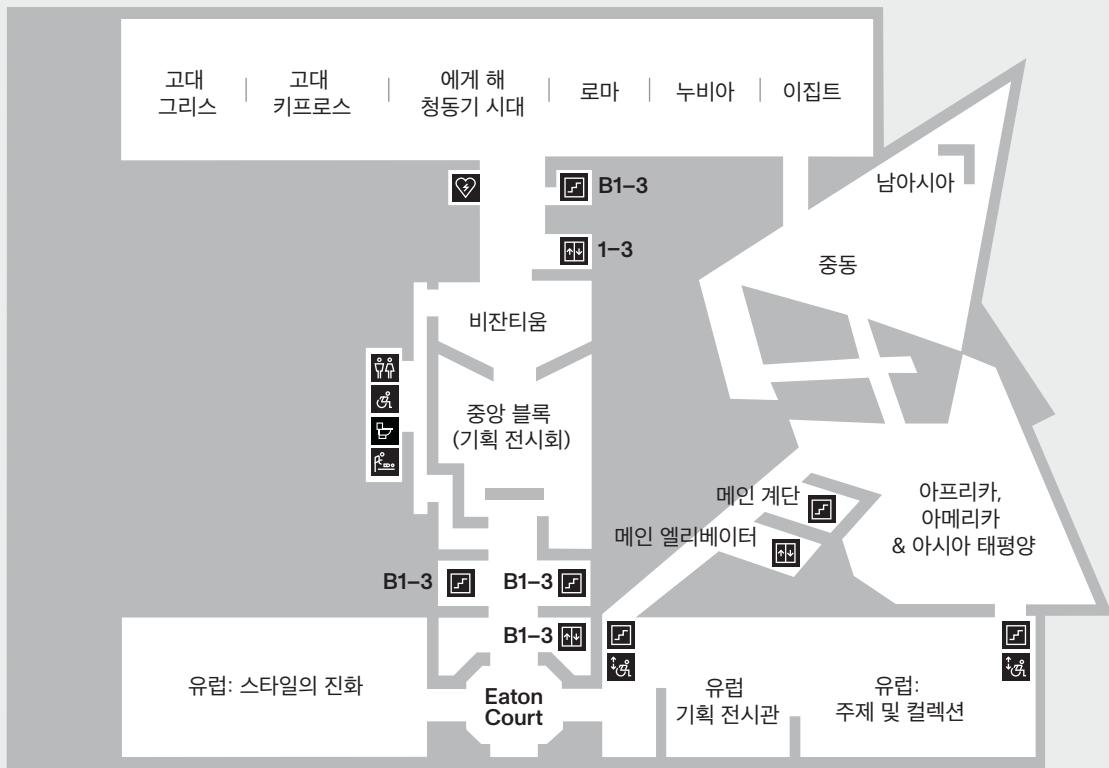 고대
그리스
고대
키프로스
에게 해
청동기 시대
로마
누비아
이집트
남아시아
B1–3
1–3
중동
비잔티움
중앙 블록
(기획 전시회)
메인 계단
메인 엘리베이터
아프리카,
아메리카
& 아시아 태평양
B1–3
B1–3
B1–3
유럽: 스타일의 진화
Eaton
Court
유럽
기획 전시관
유럽:
주제 및 컬렉션